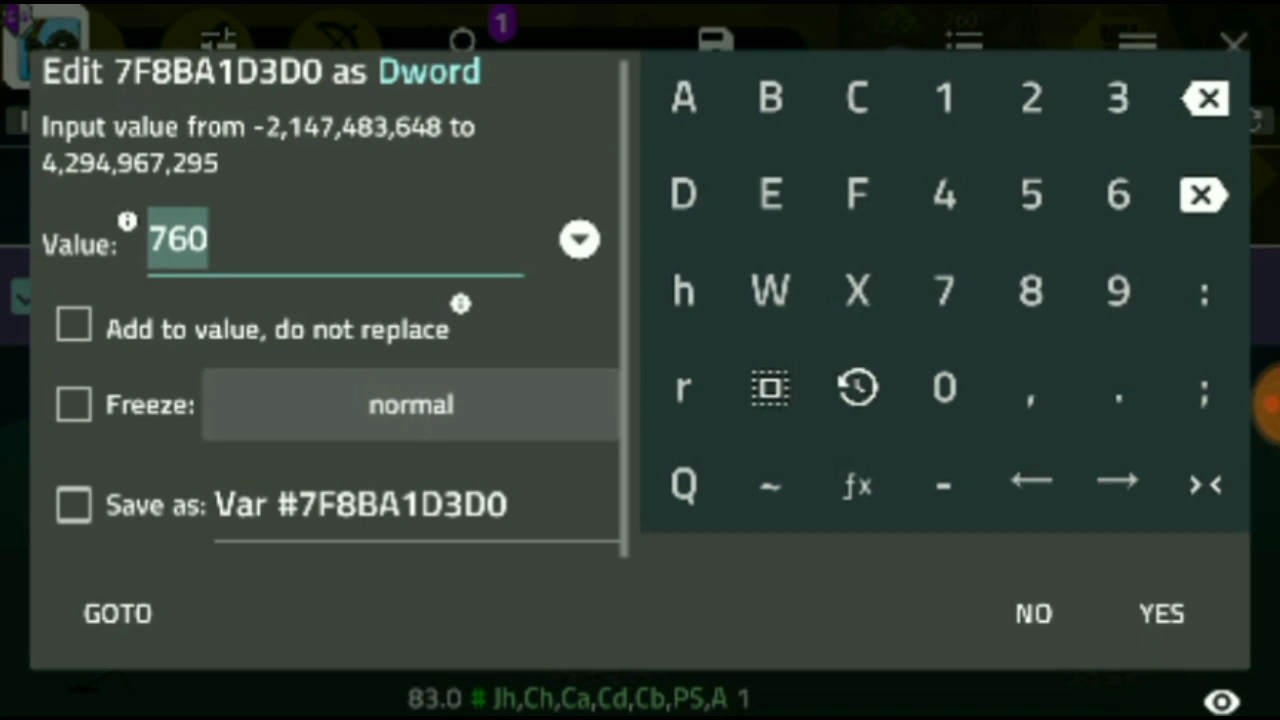 1
760
Edit 7F8BA1D3D0 as Dword
Input value from -2,147,483,648 to
4,294,967,295
Value: 760
Add to value, do not replace
Freeze: normal
Save as: Var #7F8BA1D3D0
GOTO
NO
YES
A B C 1 2 3
D E F 4 5 6
h W X 7 8 9 :
r 0 , . ;
Q ~ ƒx - ← → ><
83.0 # Jh,Ch,Ca,Cd,Cb,PS,A 1